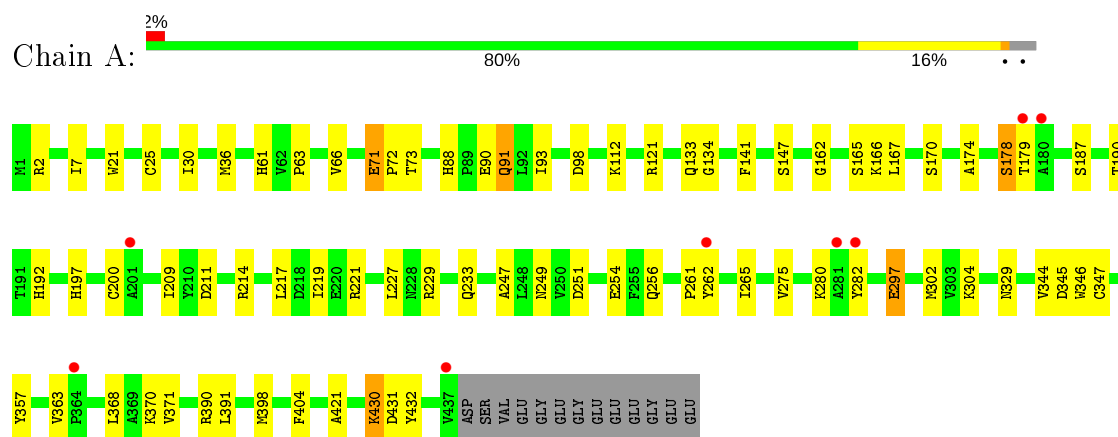 2%
Chain A:
80% 16% • •
M1 R2 I7 W21 C25 I30 M36 H61 V62 P63 V66 E71 P72 T73 H88 P89 E90 Q91 L92 I93 D98 K112 R121 Q133 G134 F141 S147 G162 S165 K166 L167 S170 A174 S178 T179 A180 S187 T190
T191 H192 H197 C200 A201 I209 Y210 D211 R214 L217 D218 I219 E220 R221 L227 N228 R229 Q233 A247 L248 N249 V250 D251 E254 F255 Q256 P261 Y262 I265 V275 K280 A281 Y282 E297 M302 V303 K304 N329 V344 D345 W346 C347
Y357 V363 P364 L368 A369 K370 V371 R390 L391 M398 F404 A421 K430 D431 Y432 V437 ASP SER VAL GLU GLY GLU GLY GLU GLU GLU GLY GLU GLU